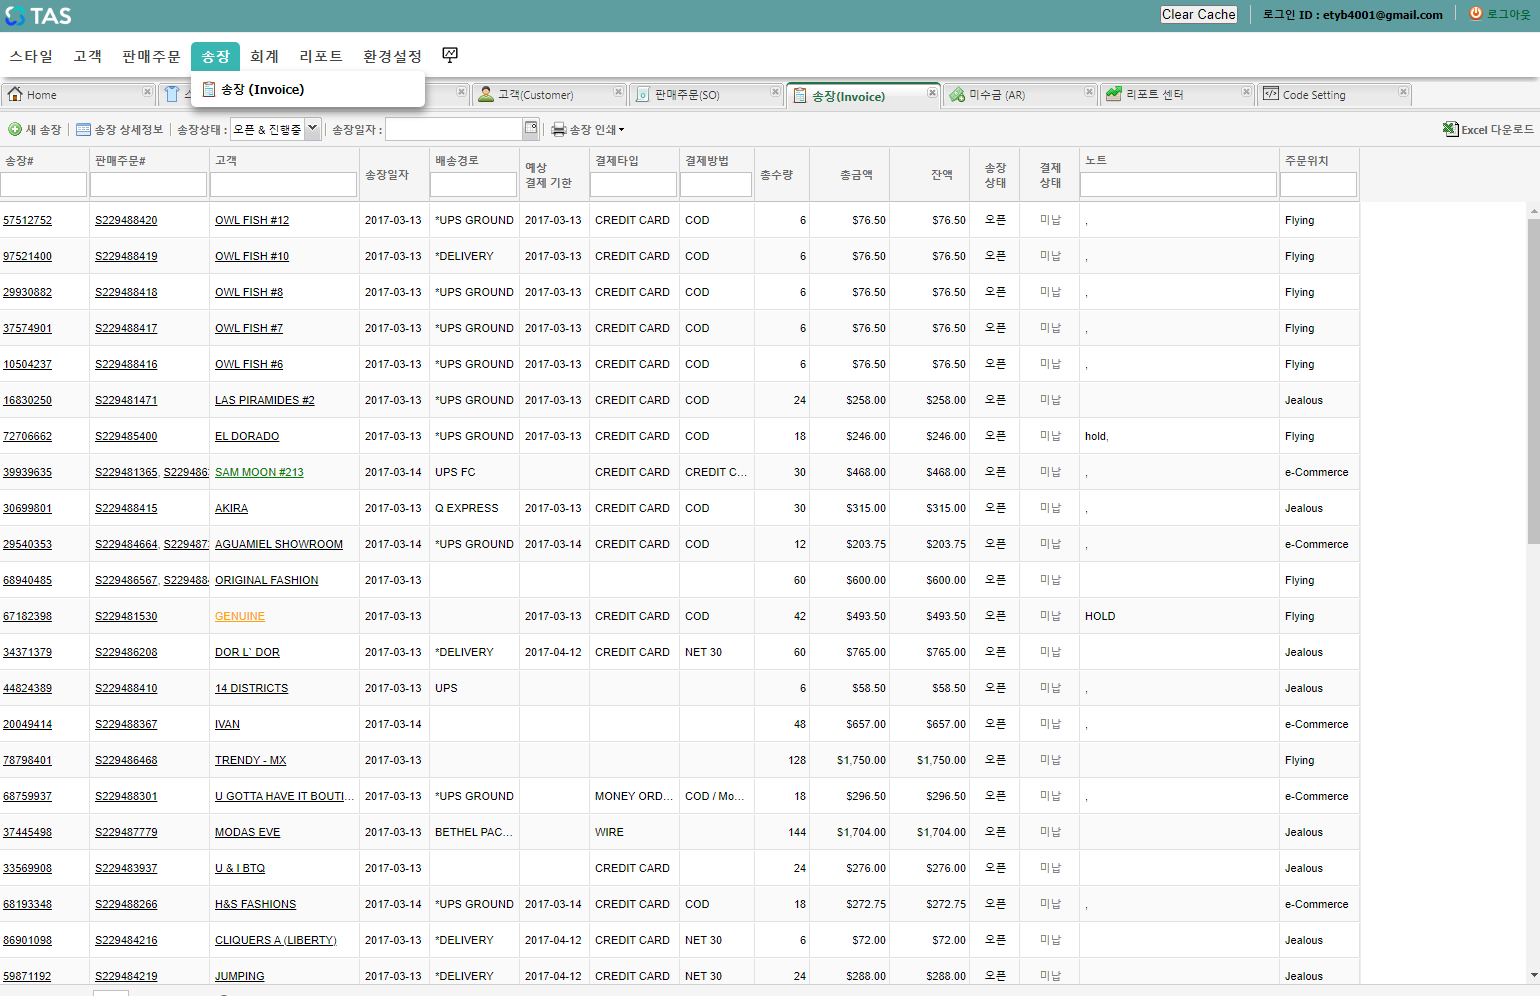 TAS
Clear Cache
로그인 ID : etyb4001@gmail.com
로그아웃
스타일 고객 판매주문 송장 회계 리포트 환경설정
송장 (Invoice)
Home
고객(Customer)
판매주문(SO)
송장(Invoice)
미수금 (AR)
리포트 센터
Code Setting
새 송장
송장 상세정보
송장상태 : 오픈 & 진행중
송장일자 :
송장 인쇄
Excel 다운로드
송장# 판매주문# 고객 송장일자 배송경로 예상 결제 기한 결제타입 결제방법 총수량 총금액 잔액 송장 상태 결제 상태 노트 주문위치
57512752 S229488420 OWL FISH #12 2017-03-13 *UPS GROUND 2017-03-13 CREDIT CARD COD 6 $76.50 $76.50 오픈 미납 , Flying
97521400 S229488419 OWL FISH #10 2017-03-13 *DELIVERY 2017-03-13 CREDIT CARD COD 6 $76.50 $76.50 오픈 미납 , Flying
29930882 S229488418 OWL FISH #8 2017-03-13 *UPS GROUND 2017-03-13 CREDIT CARD COD 6 $76.50 $76.50 오픈 미납 , Flying
37574901 S229488417 OWL FISH #7 2017-03-13 *UPS GROUND 2017-03-13 CREDIT CARD COD 6 $76.50 $76.50 오픈 미납 , Flying
10504237 S229488416 OWL FISH #6 2017-03-13 *UPS GROUND 2017-03-13 CREDIT CARD COD 6 $76.50 $76.50 오픈 미납 , Flying
16830250 S229481471 LAS PIRAMIDES #2 2017-03-13 *UPS GROUND 2017-03-13 CREDIT CARD COD 24 $258.00 $258.00 오픈 미납 Jealous
72706662 S229485400 EL DORADO 2017-03-13 *UPS GROUND 2017-03-13 CREDIT CARD COD 18 $246.00 $246.00 오픈 미납 hold, Flying
39939635 S229481365, S229486 SAM MOON #213 2017-03-14 UPS FC CREDIT CARD CREDIT C... 30 $468.00 $468.00 오픈 미납 , e-Commerce
30699801 S229488415 AKIRA 2017-03-13 Q EXPRESS 2017-03-13 CREDIT CARD COD 30 $315.00 $315.00 오픈 미납 , Jealous
29540353 S229484664, S229487 AGUAMIEL SHOWROOM 2017-03-14 *UPS GROUND 2017-03-14 CREDIT CARD COD 12 $203.75 $203.75 오픈 미납 , e-Commerce
68940485 S229486567, S229488 ORIGINAL FASHION 2017-03-13 60 $600.00 $600.00 오픈 미납 Flying
67182398 S229481530 GENUINE 2017-03-13 2017-03-13 CREDIT CARD COD 42 $493.50 $493.50 오픈 미납 HOLD Flying
34371379 S229486208 DOR L` DOR 2017-03-13 *DELIVERY 2017-04-12 CREDIT CARD NET 30 60 $765.00 $765.00 오픈 미납 Jealous
44824389 S229488410 14 DISTRICTS 2017-03-13 UPS 6 $58.50 $58.50 오픈 미납 , Jealous
20049414 S229488367 IVAN 2017-03-14 48 $657.00 $657.00 오픈 미납 , e-Commerce
78798401 S229486468 TRENDY - MX 2017-03-13 128 $1,750.00 $1,750.00 오픈 미납 Flying
68759937 S229488301 U GOTTA HAVE IT BOUTI... 2017-03-13 *UPS GROUND MONEY ORD... COD / Mo... 18 $296.50 $296.50 오픈 미납 , e-Commerce
37445498 S229487779 MODAS EVE 2017-03-13 BETHEL PAC... WIRE 144 $1,704.00 $1,704.00 오픈 미납 Jealous
33569908 S229483937 U & I BTQ 2017-03-13 CREDIT CARD 24 $276.00 $276.00 오픈 미납 Jealous
68193348 S229488266 H&S FASHIONS 2017-03-14 *UPS GROUND 2017-03-14 CREDIT CARD COD 18 $272.75 $272.75 오픈 미납 , e-Commerce
86901098 S229484216 CLIQUERS A (LIBERTY) 2017-03-13 *DELIVERY 2017-04-12 CREDIT CARD NET 30 6 $72.00 $72.00 오픈 미납 Jealous
59871192 S229484219 JUMPING 2017-03-13 *DELIVERY 2017-04-12 CREDIT CARD NET 30 24 $288.00 $288.00 오픈 미납 Jealous